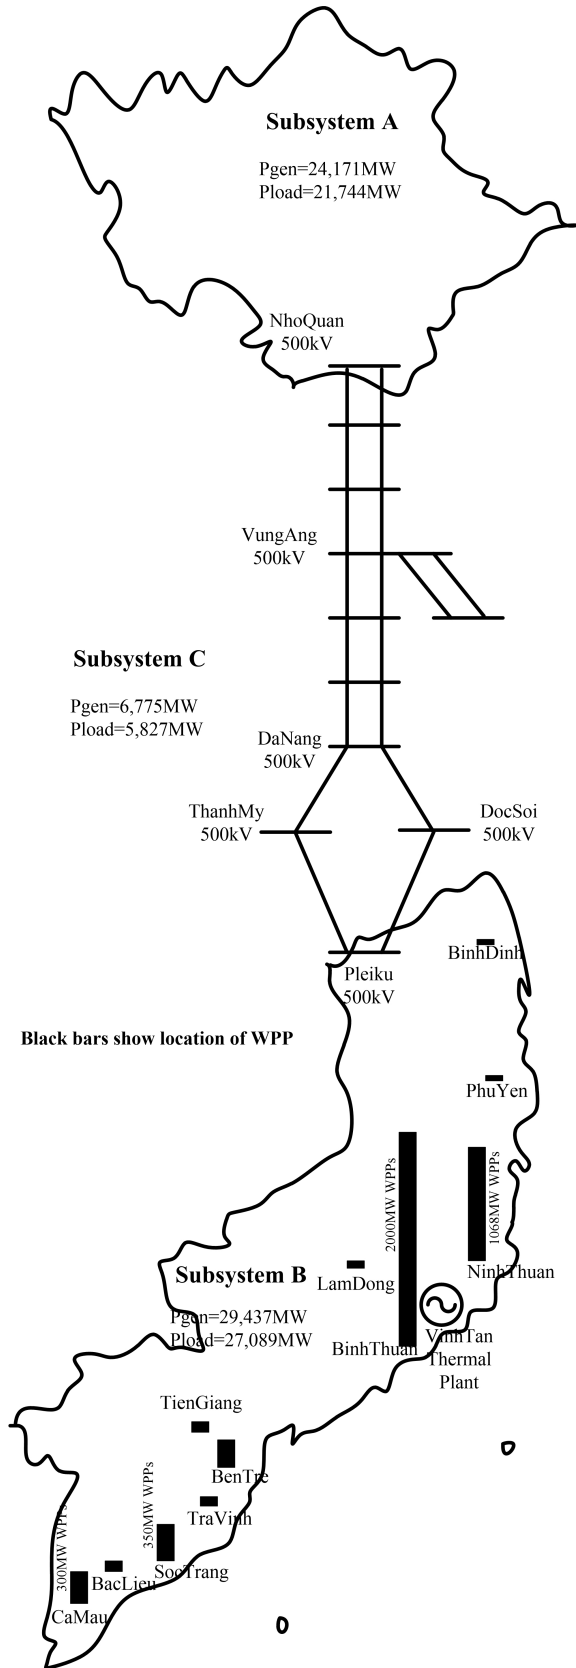 Subsystem A
Pgen=24,171MW
Pload=21,744MW
NhoQuan
500kV
VungAng
500kV
Subsystem C
Pgen=6,775MW
Pload=5,827MW
DaNang
500kV
ThanhMy
500kV
DocSoi
500kV
BinhDinh
Pleiku
500kV
Black bars show location of WPP
PhuYen
2000MW WPPs
1068MW WPPs
NinhThuan
LamDong
Subsystem B
Pgen=29,437MW
Pload=27,089MW
BinhThuan
VinhTan
Thermal
Plant
TienGiang
BenTre
TraVinh
350MW WPPs
SocTrang
300MW WPPs
BacLieu
CaMau